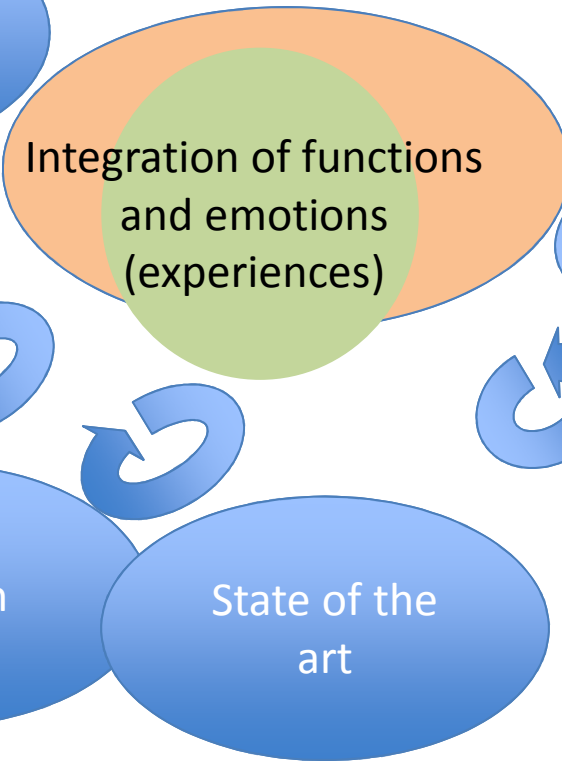 Integration of functions
and emotions
(experiences)
State of the
art